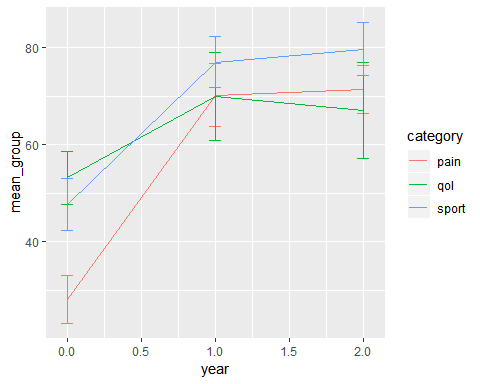 80
60
40
mean_group
0.0 0.5 1.0 1.5 2.0
year
category
pain
qol
sport